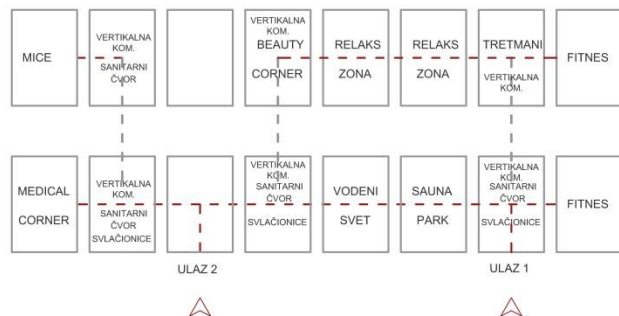 MICE
VERTIKALNA
KOM.
SANITARNI
ČVOR
VERTIKALNA
KOM.
BEAUTY
CORNER
RELAKS
ZONA
RELAKS
ZONA
TRETMANI
VERTIKALNA
KOM.
FITNES
MEDICAL
CORNER
VERTIKALNA
KOM.
SANITARNI
ČVOR
SVLAČIONICE
VERTIKALNA
KOM.
SANITARNI
ČVOR
SVLAČIONICE
VODENI
SVET
SAUNA
PARK
VERTIKALNA
KOM.
SANITARNI
ČVOR
SVLAČIONICE
FITNES
ULAZ 2
ULAZ 1